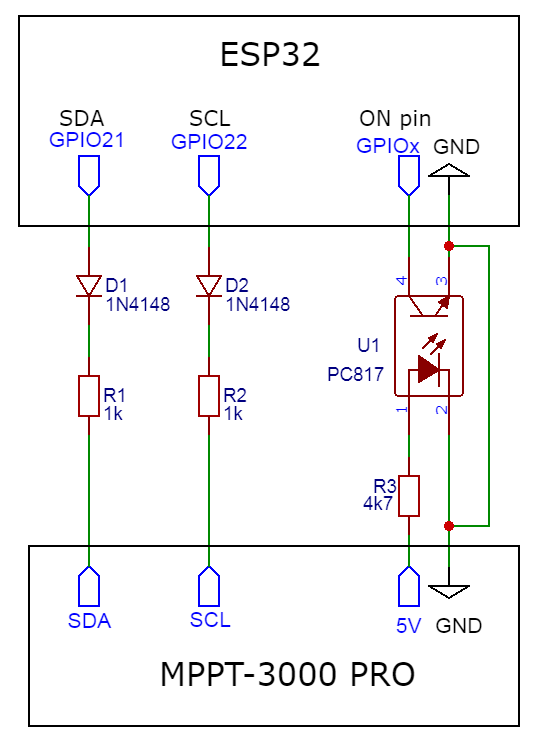 ESP32
SDA SCL ON pin
GPIO21 GPIO22 GPIOx GND
4 3
D1 D2
1N4148 1N4148
U1
PC817
R1 R2
1k 1k
1 2
R3
4k7
SDA SCL 5V GND
MPPT-3000 PRO